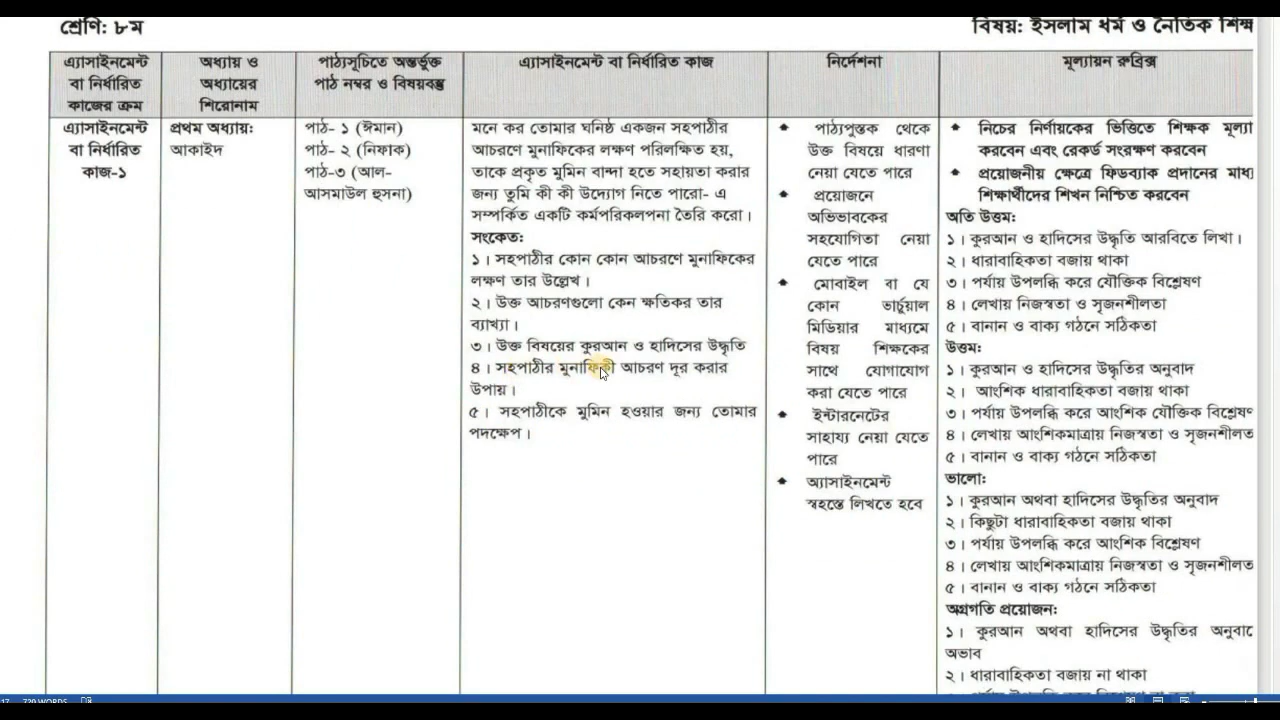 শ্রেণি: ৮ম
বিষয়: ইসলাম ধর্ম ও নৈতিক
এ্যাসাইনমেন্ট
বা নির্ধারিত
কাজের ক্রম
অধ্যায় ও
অধ্যায়ের
শিরোনাম
পাঠ্যসূচিতে অন্তর্ভুক্ত
পাঠ নম্বর ও বিষয়বস্তু
এ্যাসাইনমেন্ট বা নির্ধারিত কাজ
নির্দেশনা
মূল্যায়ন রুব্রিক্স
এ্যাসাইনমেন্ট
বা নির্ধারিত
কাজ-১
প্রথম অধ্যায়:
আকাইদ
পাঠ- ১ (ঈমান)
পাঠ- ২ (নিফাক)
পাঠ-৩ (আল-
আসমাউল হুসনা)
মনে কর তোমার ঘনিষ্ঠ একজন সহপাঠীর
আচরণে মুনাফিকের লক্ষণ পরিলক্ষিত হয়,
তাকে প্রকৃত মুমিন বান্দা হতে সহায়তা করার
জন্য তুমি কী কী উদ্যোগ নিতে পারো- এ
সম্পর্কিত একটি কর্মপরিকলপনা তৈরি করো।
সংকেত:
১। সহপাঠীর কোন কোন আচরণে মুনাফিকের
লক্ষণ তার উল্লেখ।
২। উক্ত আচরণগুলো কেন ক্ষতিকর তার
ব্যাখ্যা।
৩। উক্ত বিষয়ের কুরআন ও হাদিসের উদ্ধৃতি
৪। সহপাঠীর মুনাফিকী আচরণ দূর করার
উপায়।
৫। সহপাঠীকে মুমিন হওয়ার জন্য তোমার
পদক্ষেপ।
পাঠ্যপুস্তক থেকে
উক্ত বিষয়ে ধারণা
নেয়া যেতে পারে
প্রয়োজনে
অভিভাবকের
সহযোগিতা নেয়া
যেতে পারে
মোবাইল বা যে
কোন ভার্চুয়াল
মিডিয়ার মাধ্যমে
বিষয় শিক্ষকের
সাথে যোগাযোগ
করা যেতে পারে
ইন্টারনেটের
সাহায্য নেয়া যেতে
পারে
অ্যাসাইনমেন্ট
স্বহস্তে লিখতে হবে
নিচের নির্ণায়কের ভিত্তিতে শিক্ষক মূল্যা
করবেন এবং রেকর্ড সংরক্ষণ করবেন
প্রয়োজনীয় ক্ষেত্রে ফিডব্যাক প্রদানের মাধ্য
শিক্ষার্থীদের শিখন নিশ্চিত করবেন
অতি উত্তম:
১। কুরআন ও হাদিসের উদ্ধৃতি আরবিতে লিখা।
২। ধারাবাহিকতা বজায় থাকা
৩। পর্যায় উপলব্ধি করে যৌক্তিক বিশ্লেষণ
৪। লেখায় নিজস্বতা ও সৃজনশীলতা
৫। বানান ও বাক্য গঠনে সঠিকতা
উত্তম:
১। কুরআন ও হাদিসের উদ্ধৃতির অনুবাদ
২। আংশিক ধারাবাহিকতা বজায় থাকা
৩। পর্যায় উপলব্ধি করে আংশিক যৌক্তিক বিশ্লেষণ
৪। লেখায় আংশিকমাত্রায় নিজস্বতা ও সৃজনশীলত
৫। বানান ও বাক্য গঠনে সঠিকতা
ভালো:
১। কুরআন অথবা হাদিসের উদ্ধৃতির অনুবাদ
২। কিছুটা ধারাবাহিকতা বজায় থাকা
৩। পর্যায় উপলব্ধি করে আংশিক বিশ্লেষণ
৪। লেখায় আংশিকমাত্রায় নিজস্বতা ও সৃজনশীলত
৫। বানান ও বাক্য গঠনে সঠিকতা
অগ্রগতি প্রয়োজন:
১। কুরআন অথবা হাদিসের উদ্ধৃতির অনুবাদে
অভাব
২। ধারাবাহিকতা বজায় না থাকা
17 720 WORDS